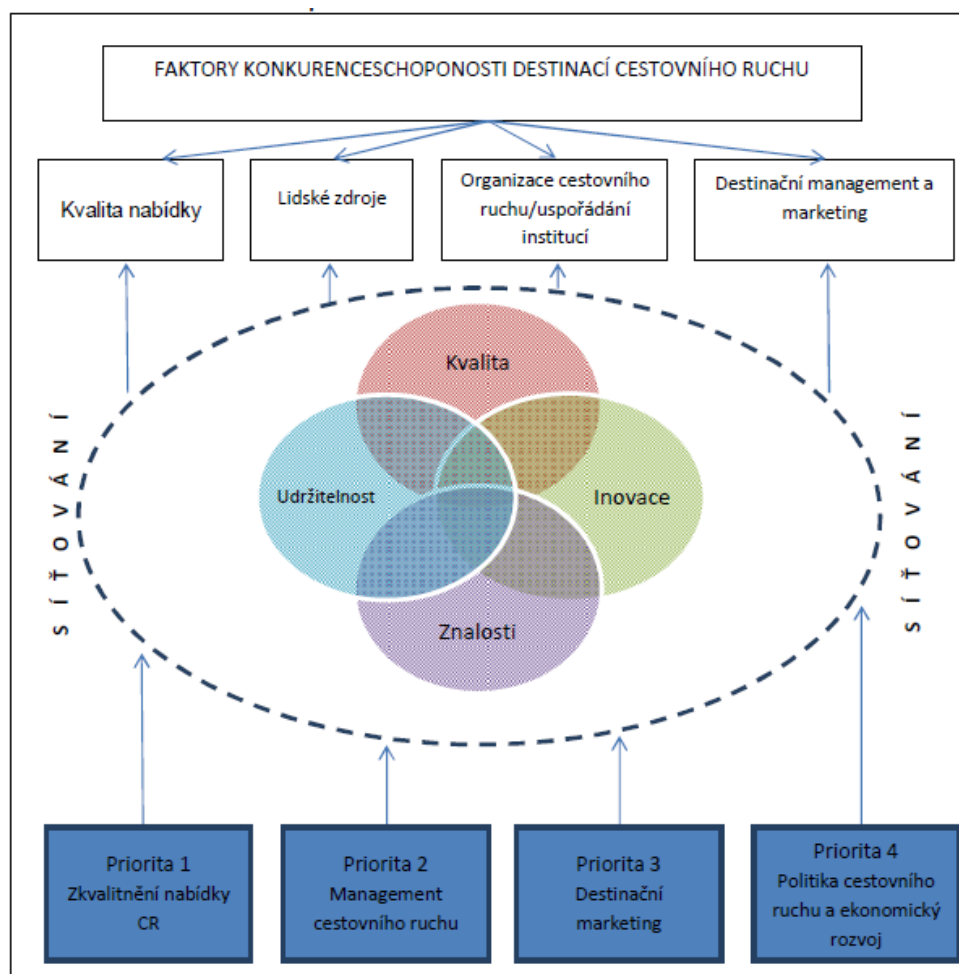 FAKTORY KONKURENCESCHOPONOSTI DESTINACÍ CESTOVNÍHO RUCHU
Kvalita nabídky
Lidské zdroje
Organizace cestovního
ruchu/uspořádání
institucí
Destinační management a
marketing
SÍŤOVÁNÍ
Kvalita
Udržitelnost
Inovace
Znalosti
SÍŤOVÁNÍ
Priorita 1
Zkvalitnění nabídky
CR
Priorita 2
Management
cestovního ruchu
Priorita 3
Destinační
marketing
Priorita 4
Politika cestovního
ruchu a ekonomický
rozvoj